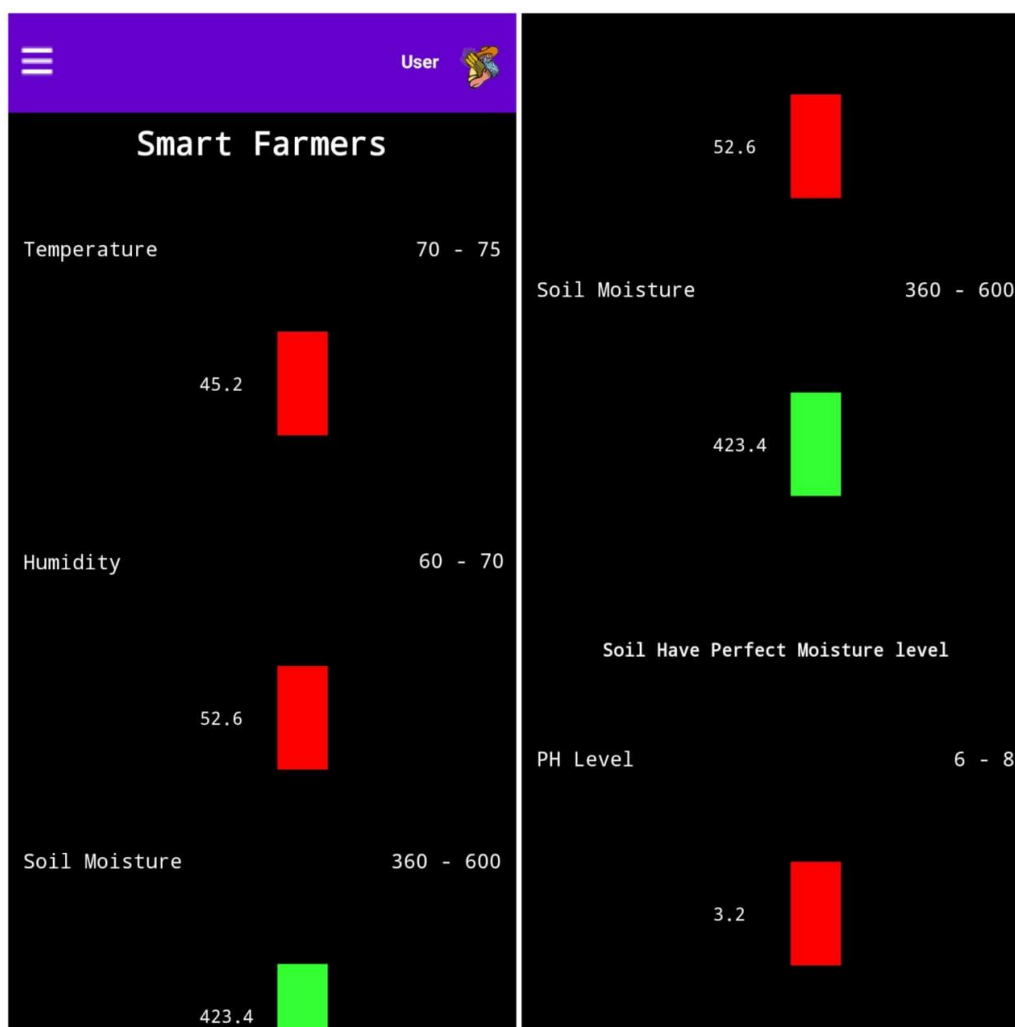 User
Smart Farmers
Temperature 70 - 75
45.2
Humidity 60 - 70
52.6
Soil Moisture 360 - 600
423.4
52.6
Soil Moisture 360 - 600
423.4
Soil Have Perfect Moisture level
PH Level 6 - 8
3.2